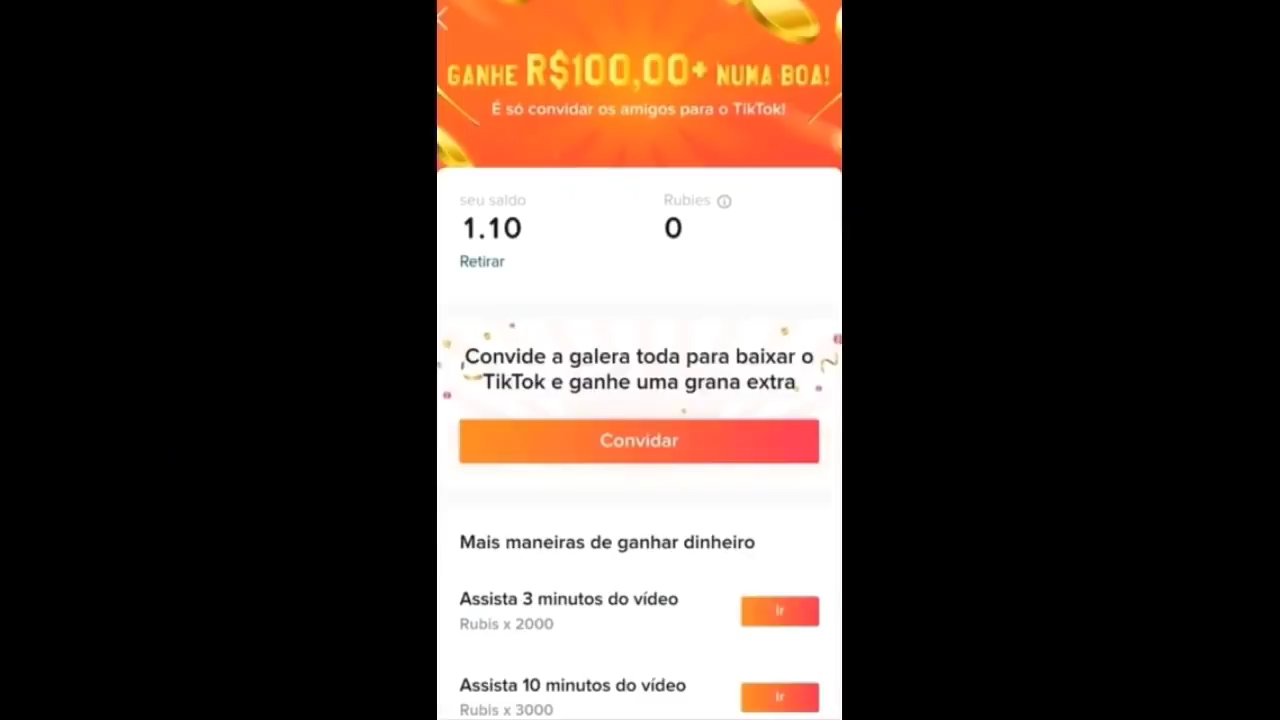 GANHE R$100,00+ NUMA BOA!
É só convidar os amigos para o TikTok!
seu saldo
Rubies
1.10
0
Retirar
Convide a galera toda para baixar o
TikTok e ganhe uma grana extra
Convidar
Mais maneiras de ganhar dinheiro
Assista 3 minutos do vídeo
Ir
Rubis x 2000
Assista 10 minutos do vídeo
Ir
Rubis x 3000